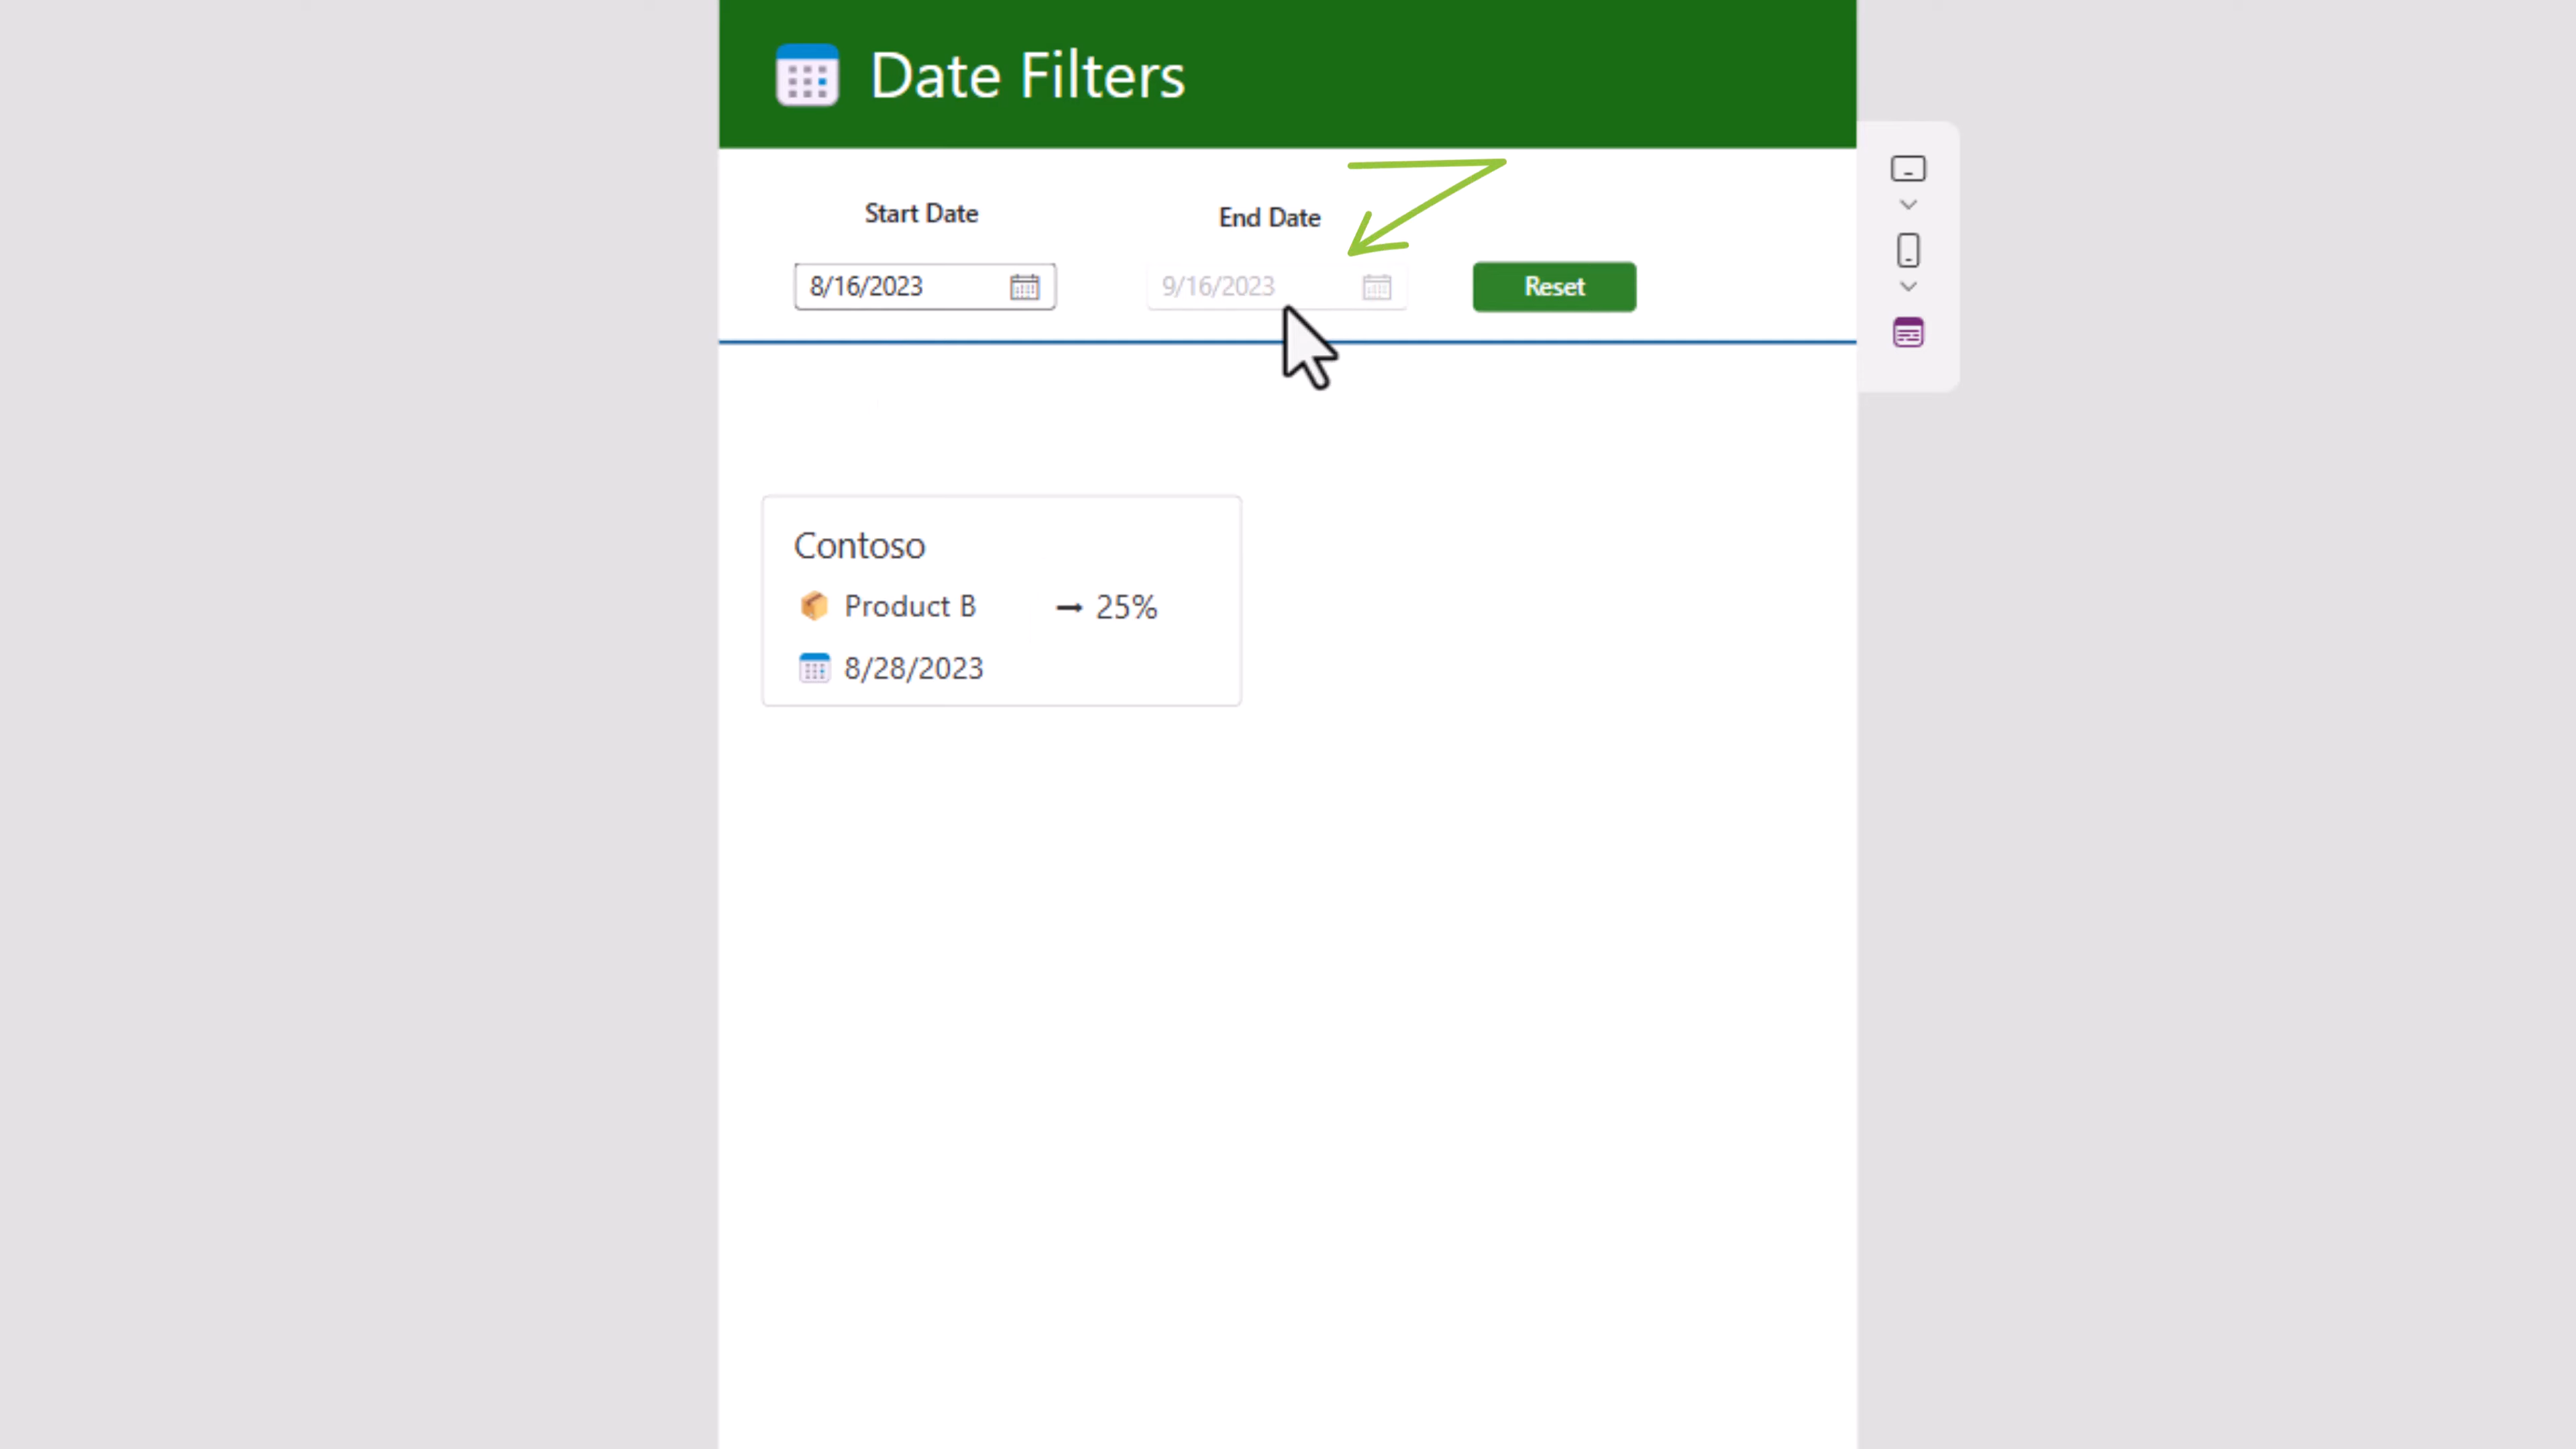 Date Filters
Start Date
End Date
8/16/2023
9/16/2023
Reset
Contoso
Product B
25%
8/28/2023